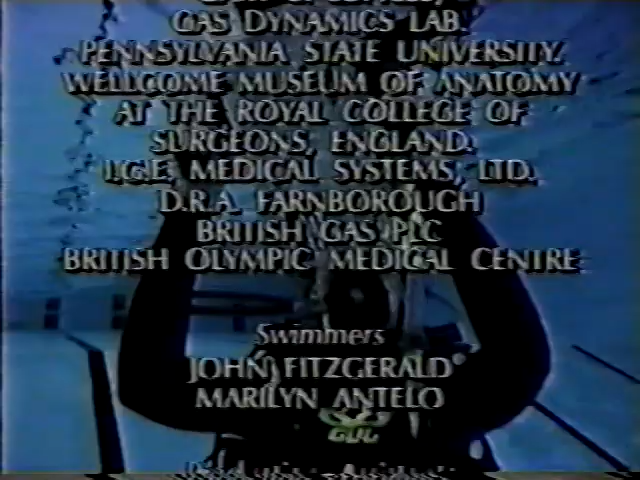 GAS DYNAMICS LAB.
PENNSYLVANIA STATE UNIVERSITY.
WELLCOME MUSEUM OF ANATOMY
AT THE ROYAL COLLEGE OF
SURGEONS, ENGLAND.
I.G.E. MEDICAL SYSTEMS, LTD.
D.R.A. FARNBOROUGH
BRITISH GAS PLC
BRITISH OLYMPIC MEDICAL CENTRE
Swimmers
JOHN FITZGERALD
MARILYN ANTELO
GUL